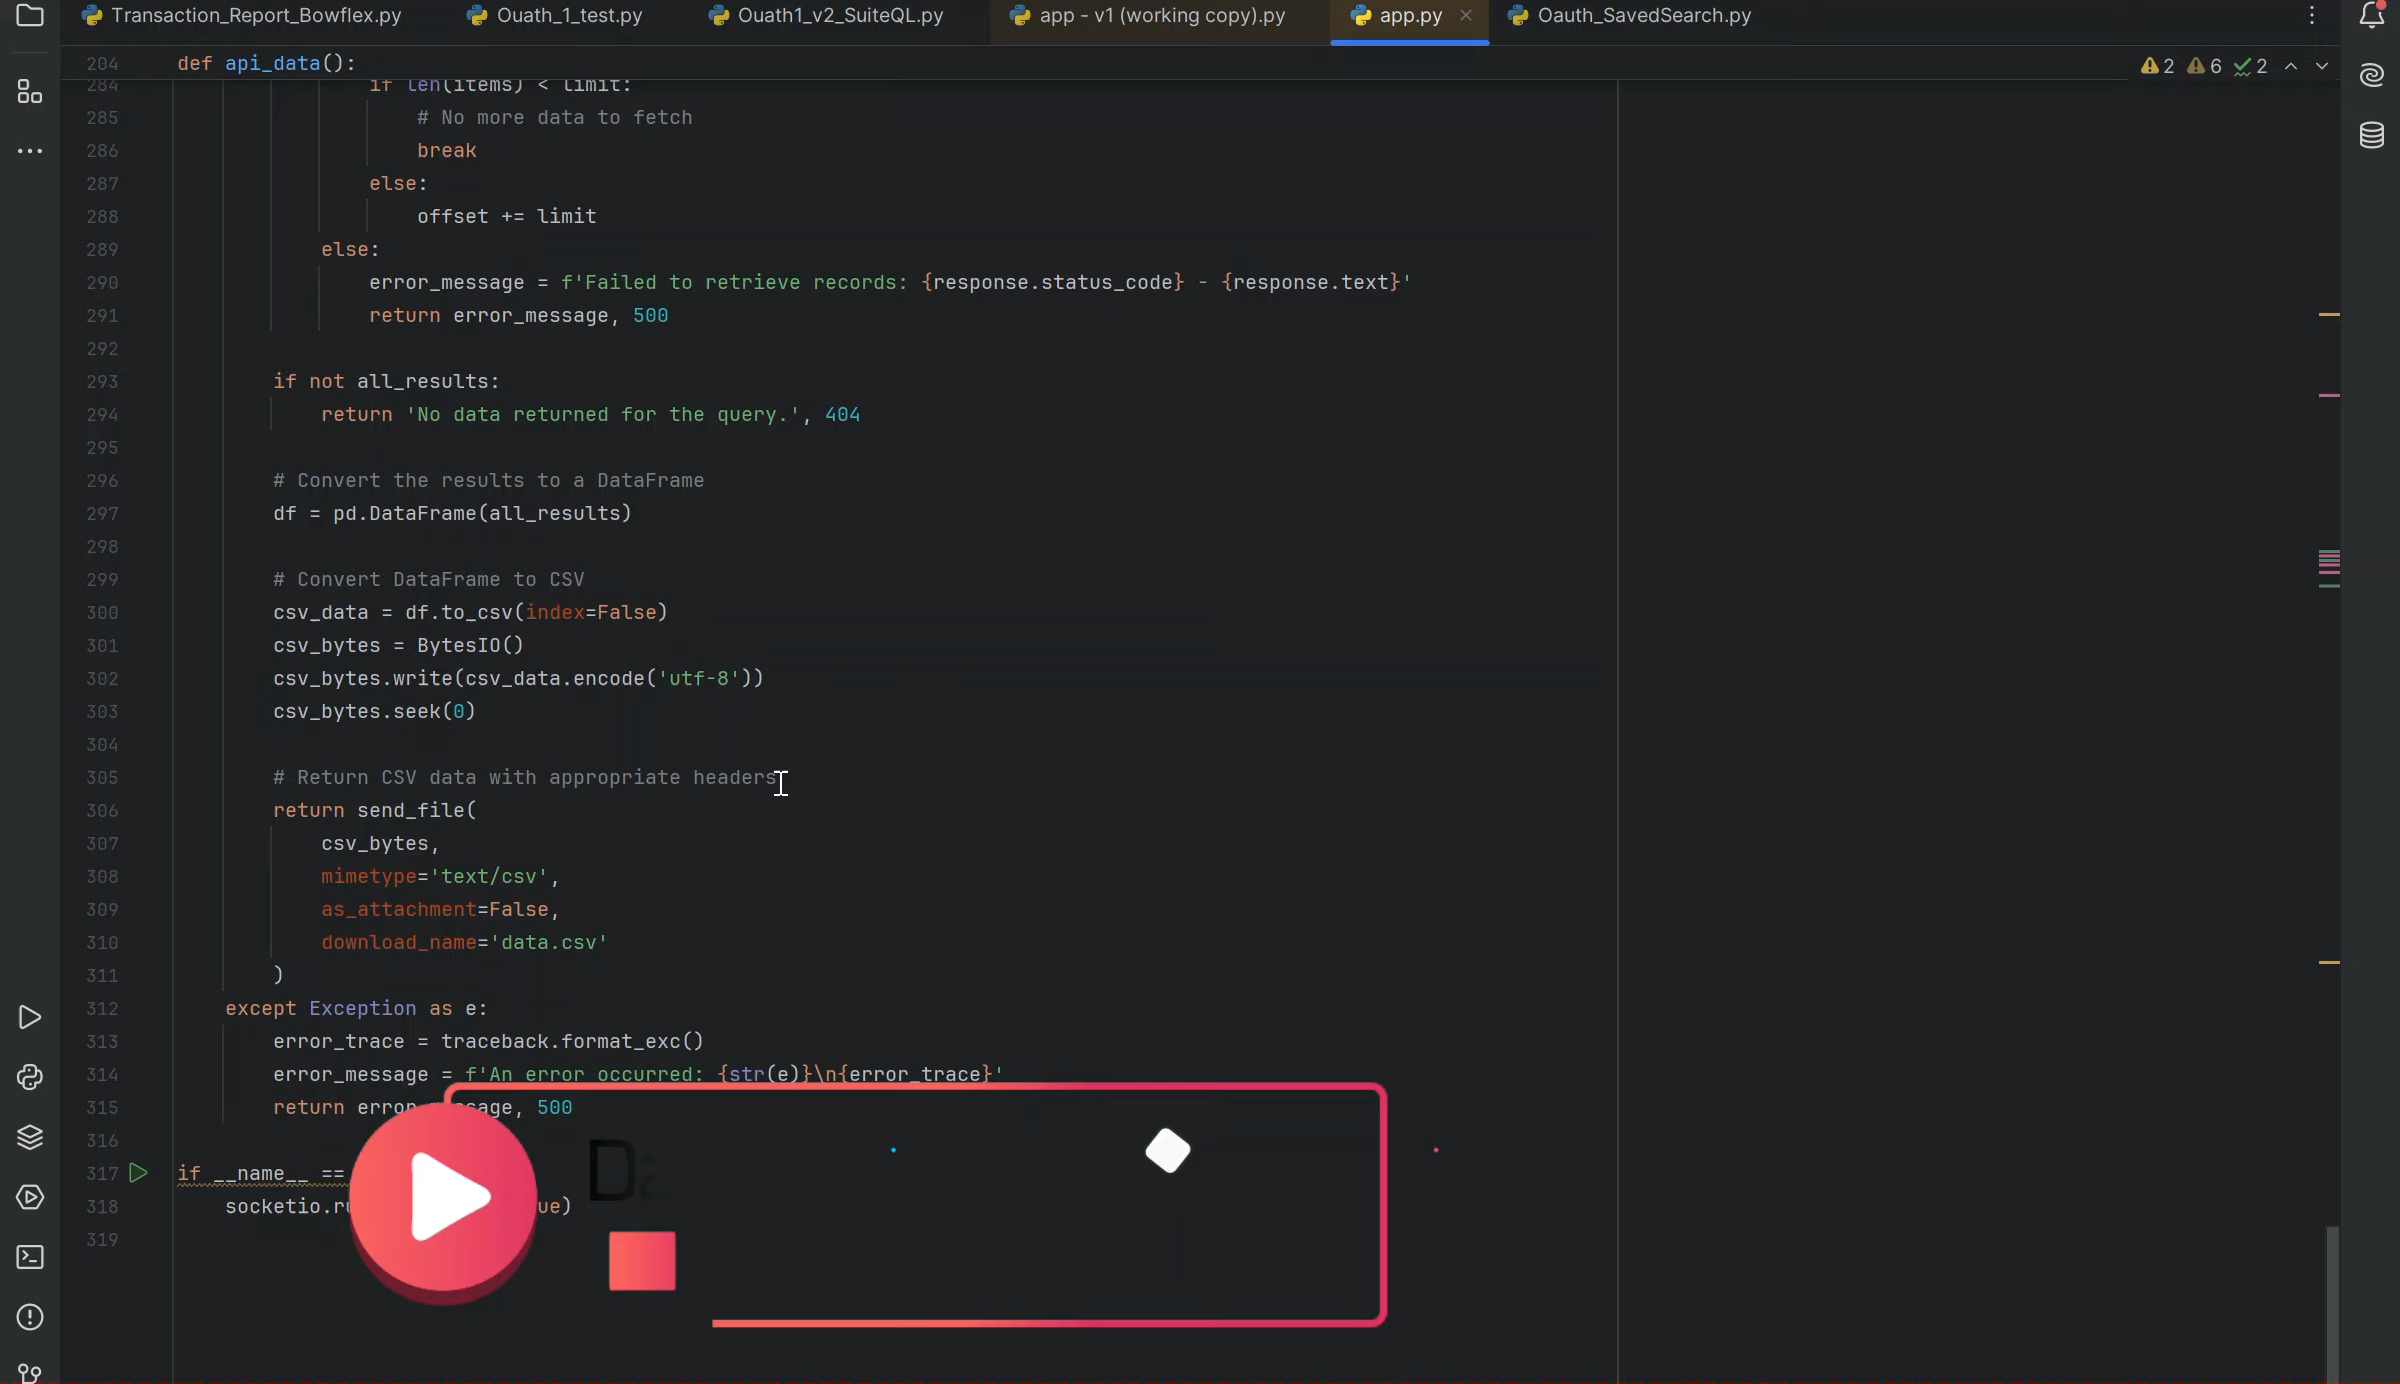 Transaction_Report_Bowflex.py Ouath_1_test.py Ouath1_v2_SuiteQL.py app - v1 (working copy).py app.py Oauth_SavedSearch.py
204 def api_data():
2 6 2
284 if len(items) < limit:
285 # No more data to fetch
286 break
287 else:
288 offset += limit
289 else:
290 error_message = f'Failed to retrieve records: {response.status_code} - {response.text}'
291 return error_message, 500
292
293 if not all_results:
294 return 'No data returned for the query.', 404
295
296 # Convert the results to a DataFrame
297 df = pd.DataFrame(all_results)
298
299 # Convert DataFrame to CSV
300 csv_data = df.to_csv(index=False)
301 csv_bytes = BytesIO()
302 csv_bytes.write(csv_data.encode('utf-8'))
303 csv_bytes.seek(0)
304
305 # Return CSV data with appropriate headers
306 return send_file(
307 csv_bytes,
308 mimetype='text/csv',
309 as_attachment=False,
310 download_name='data.csv'
311 )
312 except Exception as e:
313 error_trace = traceback.format_exc()
314 error_message = f'An error occurred: {str(e)}\n{error_trace}'
315 return 500
316
317 if __name__ ==
318
319